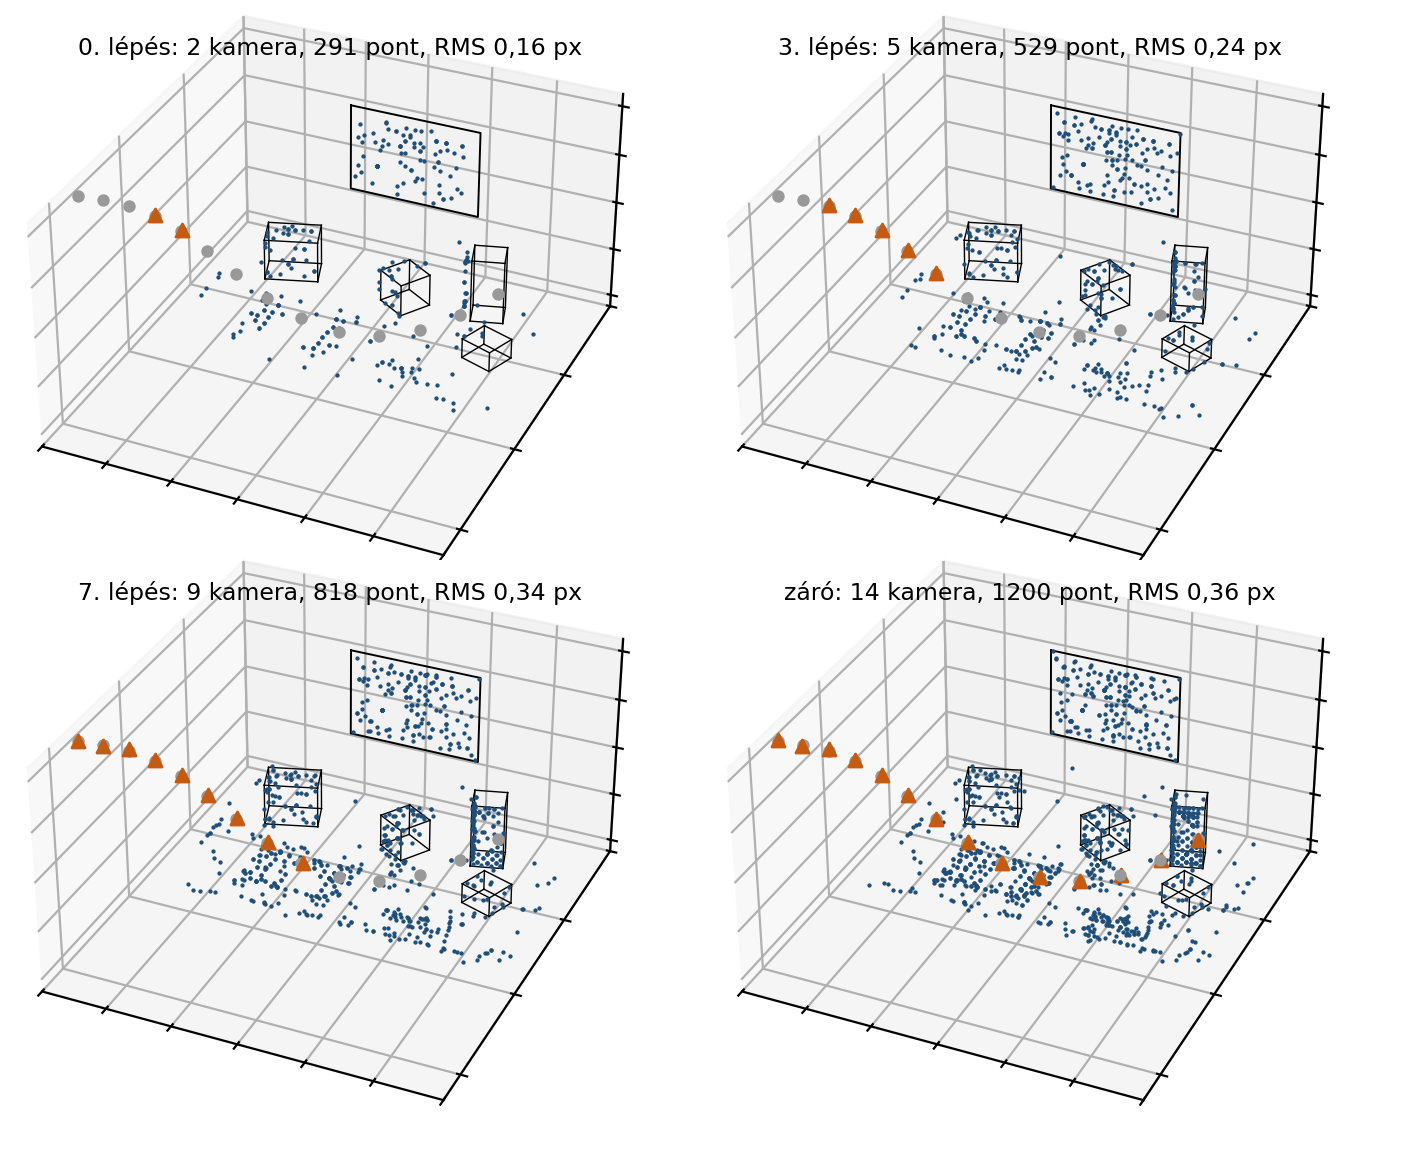 0. lépés: 2 kamera, 291 pont, RMS 0,16 px
3. lépés: 5 kamera, 529 pont, RMS 0,24 px
7. lépés: 9 kamera, 818 pont, RMS 0,34 px
záró: 14 kamera, 1200 pont, RMS 0,36 px